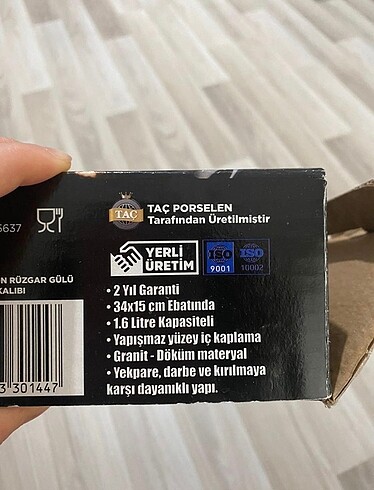 TAÇ
TAÇ PORSELEN
Tarafından Üretilmiştir
5637
YERLİ
ÜRETİM
ISO
9001
ISO
10002
N RÜZGAR GÜLÜ
KALIBI
• 2 Yıl Garanti
• 34x15 cm Ebatında
• 1.6 Litre Kapasiteli
• Yapışmaz yüzey iç kaplama
• Granit - Döküm materyal
• Yekpare, darbe ve kırılmaya
karşı dayanıklı yapı.
3 301447